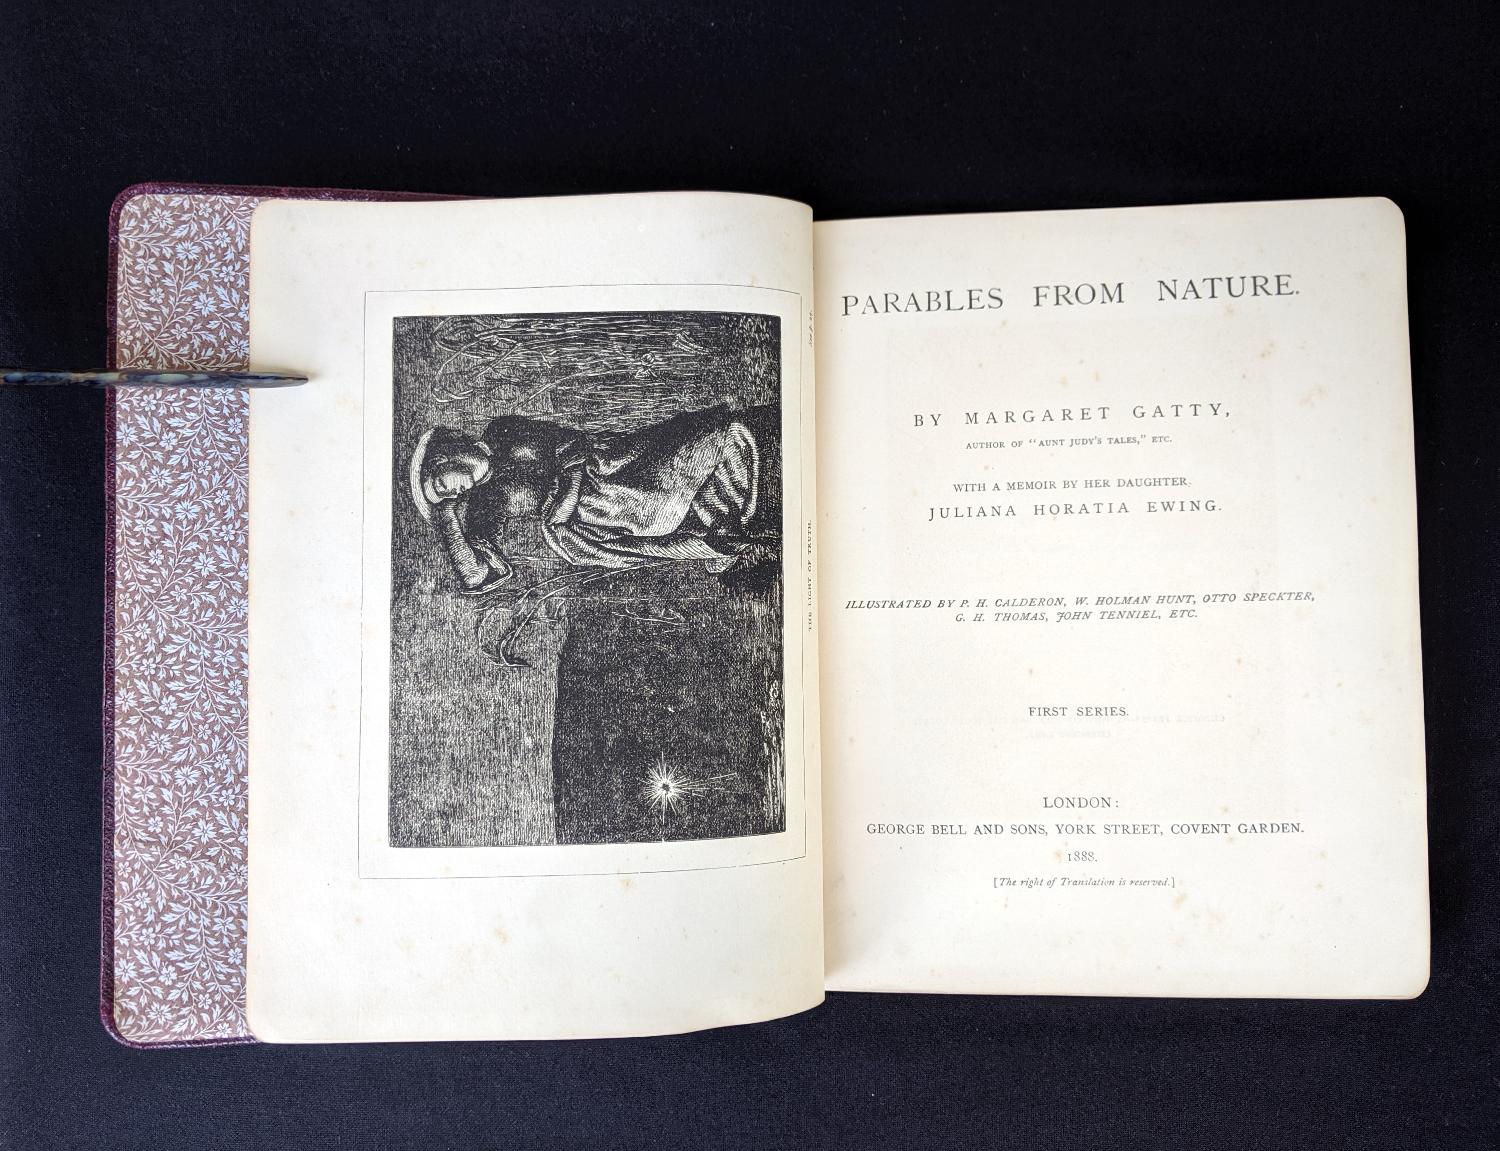 THE LIGHT OF TRUTH.
PARABLES FROM NATURE.
BY MARGARET GATTY,
AUTHOR OF "AUNT JUDY'S TALES," ETC.
WITH A MEMOIR BY HER DAUGHTER,
JULIANA HORATIA EWING.
ILLUSTRATED BY P. H. CALDERON, W. HOLMAN HUNT, OTTO SPECKTER,
G. H. THOMAS, JOHN TENNIEL, ETC.
FIRST SERIES.
LONDON:
GEORGE BELL AND SONS, YORK STREET, COVENT GARDEN.
1888.
[The right of Translation is reserved.]